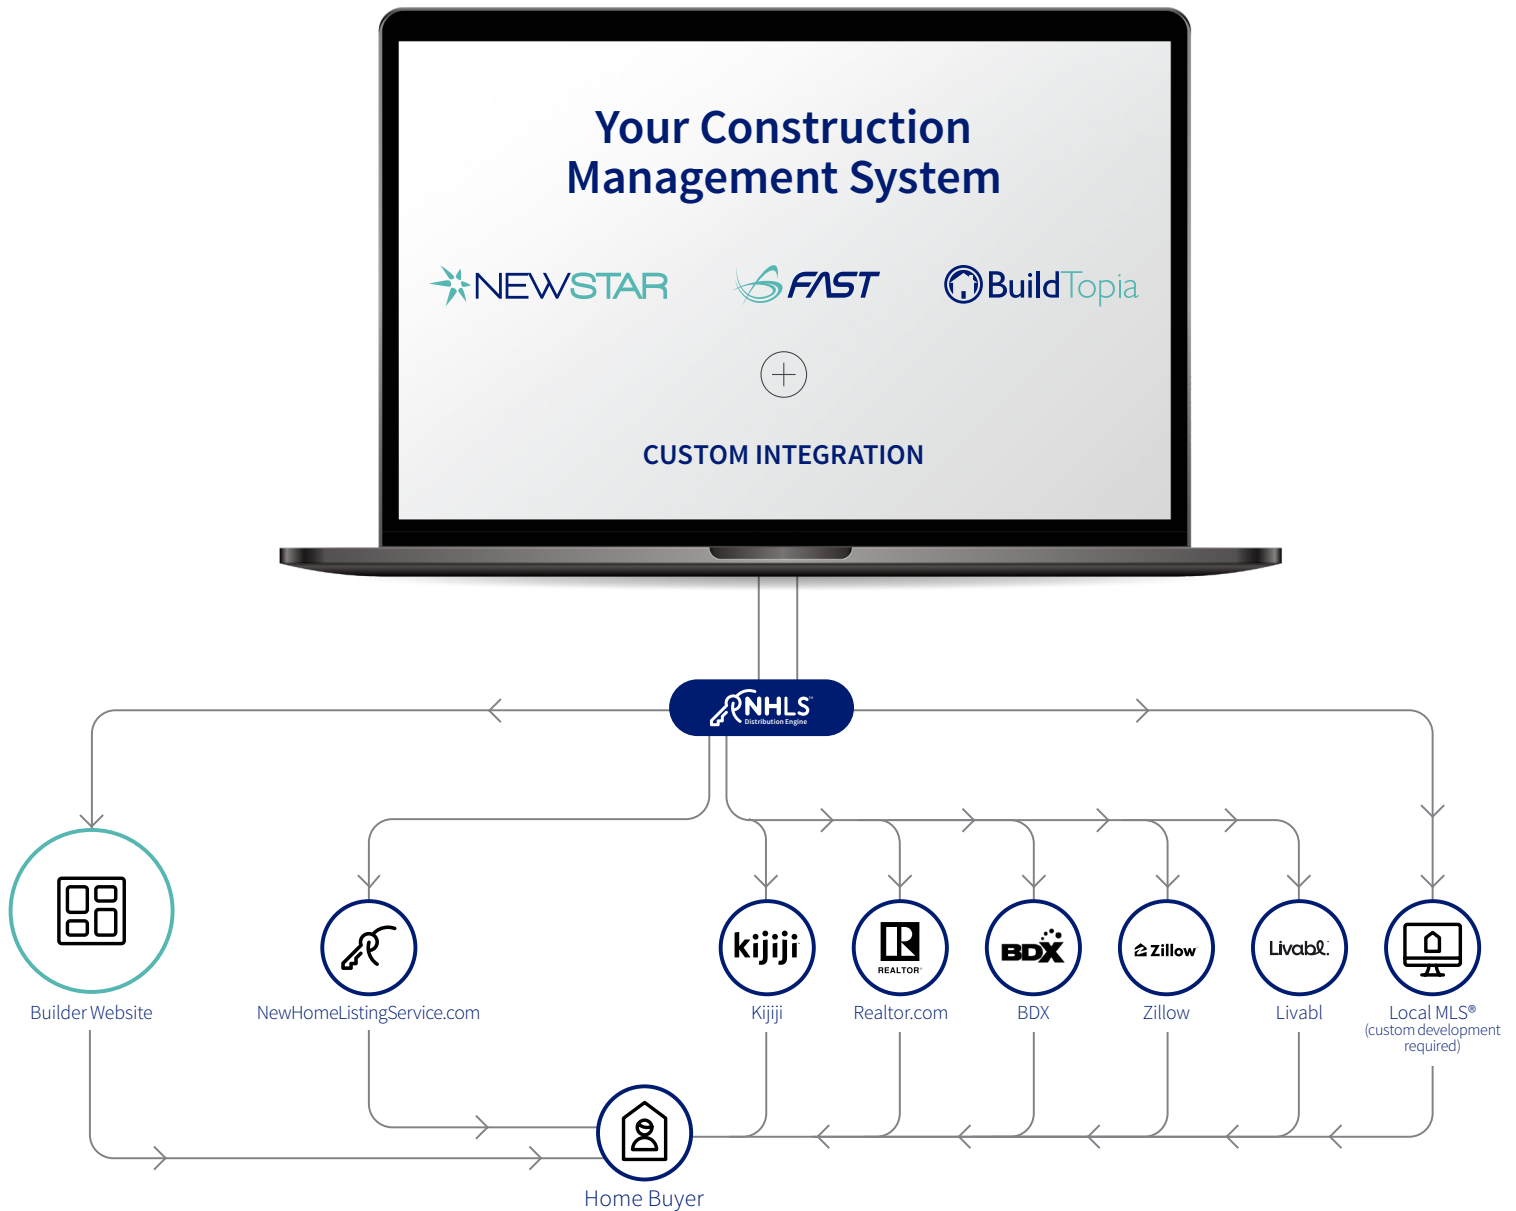 Your Construction
Management System
NEWSTAR
FAST
BuildTopia
CUSTOM INTEGRATION
NHLS™
Distribution Engine
kijiji
REALTOR®
BDX
Zillow
Livabl.
Builder Website
NewHomeListingService.com
Kijiji
Realtor.com
BDX
Zillow
Livabl
Local MLS®
(custom development
required)
Home Buyer